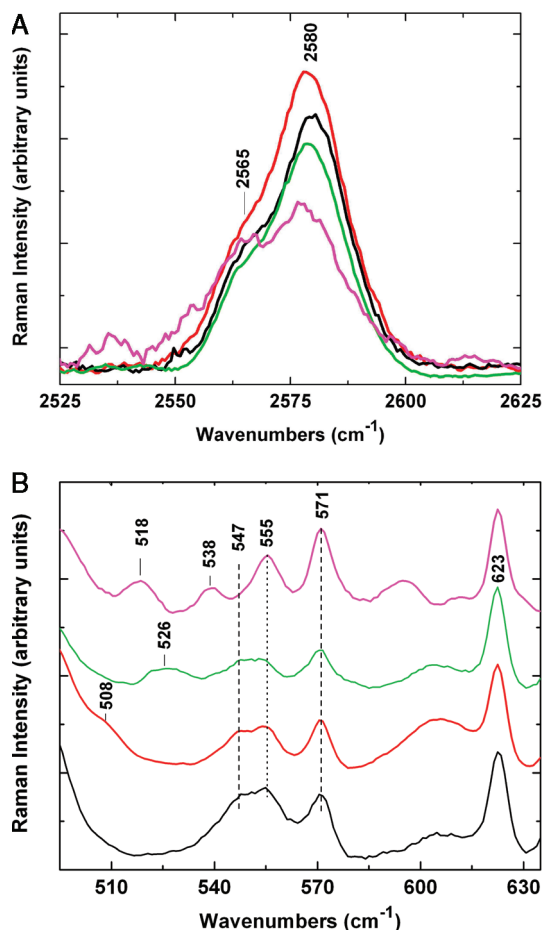 A
2580
2565
Raman Intensity (arbitrary units)
2525 2550 2575 2600 2625
Wavenumbers (cm-1)
B
518 538 547 555 571
623
526
508
Raman Intensity (arbitrary units)
510 540 570 600 630
Wavenumbers (cm-1)